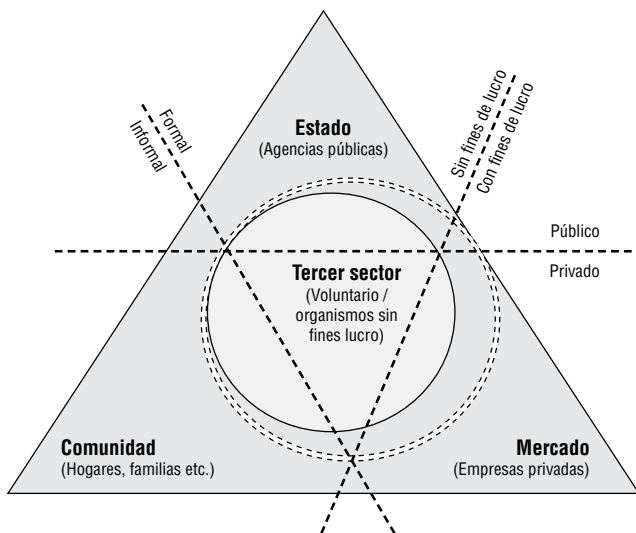 Formal
Informal
Sin fines de lucro
Con fines de lucro
Estado
(Agencias públicas)
Público
Privado
Tercer sector
(Voluntario /
organismos sin
fines lucro)
Comunidad
(Hogares, familias etc.)
Mercado
(Empresas privadas)